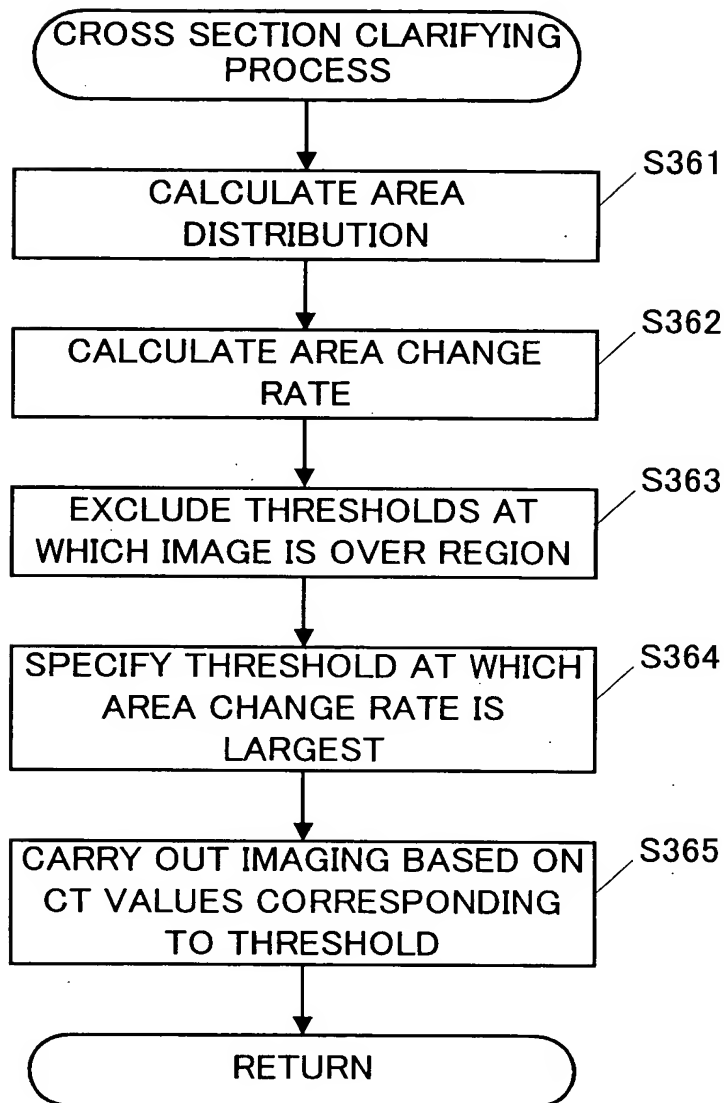 CROSS SECTION CLARIFYING
PROCESS
S361
CALCULATE AREA
DISTRIBUTION
S362
CALCULATE AREA CHANGE
RATE
S363
EXCLUDE THRESHOLDS AT
WHICH IMAGE IS OVER REGION
S364
SPECIFY THRESHOLD AT WHICH
AREA CHANGE RATE IS
LARGEST
S365
CARRY OUT IMAGING BASED ON
CT VALUES CORRESPONDING
TO THRESHOLD
RETURN